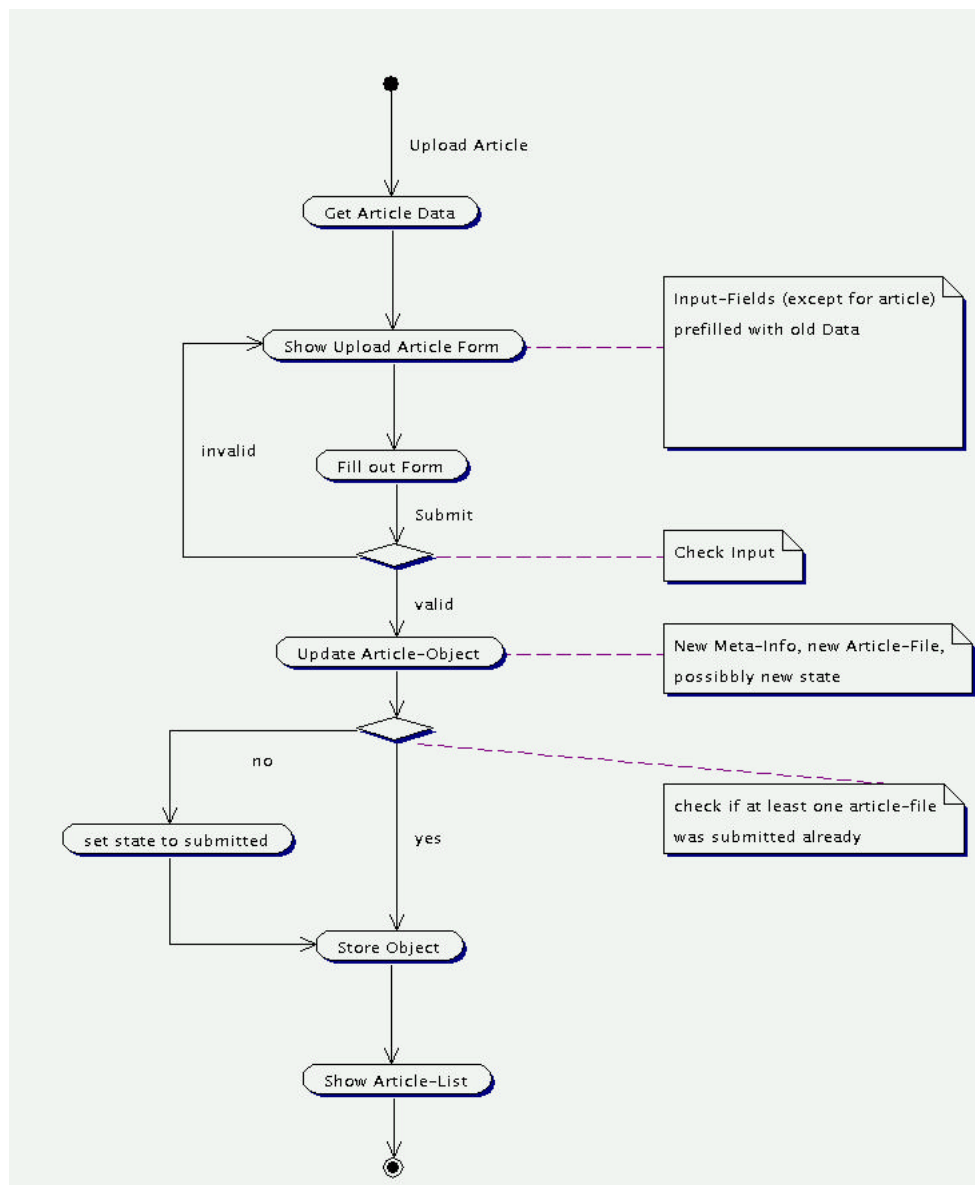 Upload Article
Get Article Data
Input-Fields (except for article)
prefilled with old Data
Show Upload Article Form
invalid
Fill out Form
Submit
Check Input
valid
Update Article-Object
New Meta-Info, new Article-File,
possibbly new state
no
check if at least one article-file
was submitted already
set state to submitted
yes
Store Object
Show Article-List